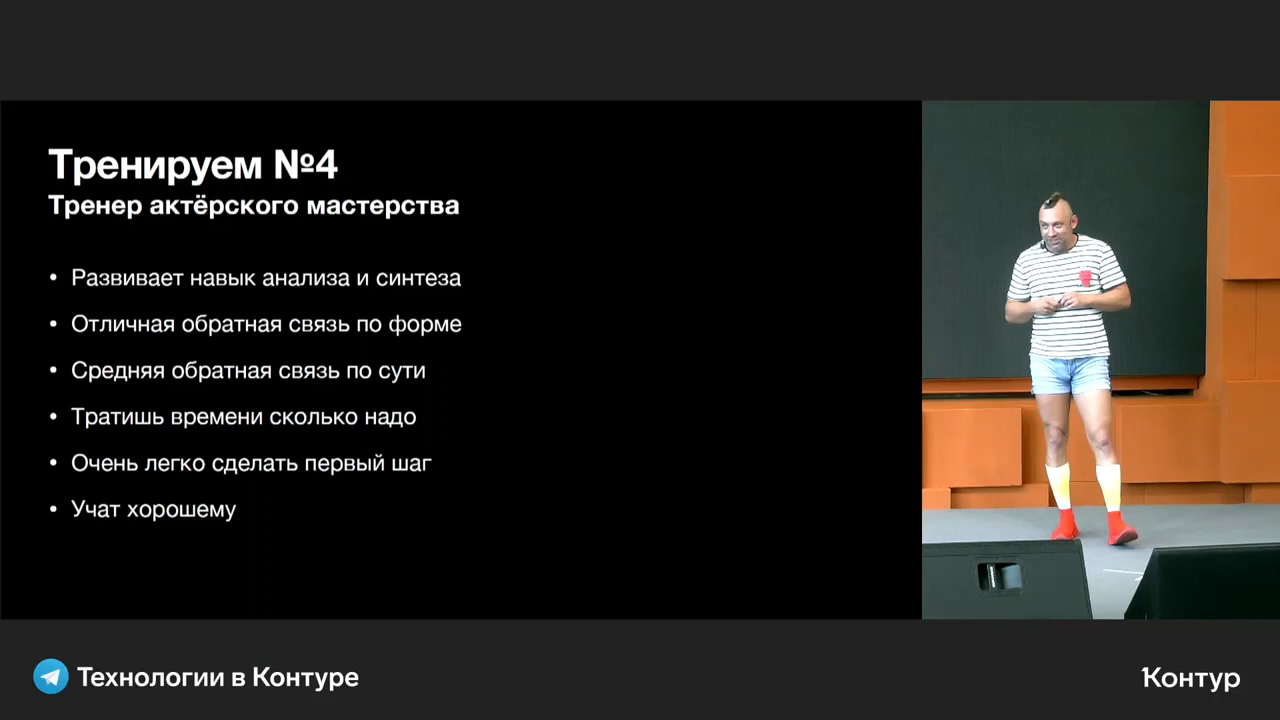 Тренируем №4
Тренер актёрского мастерства
• Развивает навык анализа и синтеза
• Отличная обратная связь по форме
• Средняя обратная связь по сути
• Тратишь времени сколько надо
• Очень легко сделать первый шаг
• Учат хорошему
Технологии в Контуре
Контур